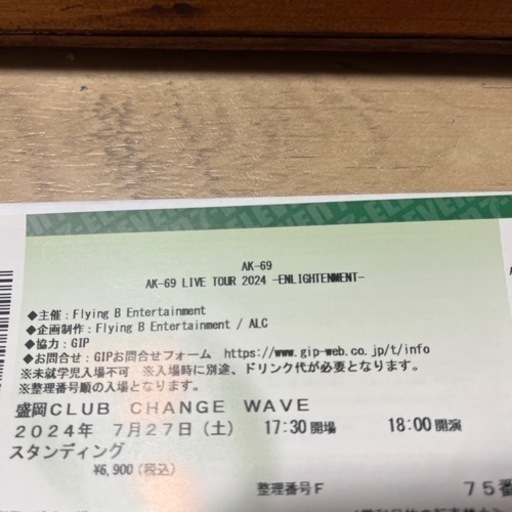 7-ELEVEN 7-ELEVEN
AK-69
AK-69 LIVE TOUR 2024 -ENLIGHTENMENT-
◆主催：Flying B Entertainment
◆企画制作：Flying B Entertainment / ALC
◆協力：GIP
◆お問合せ：GIPお問合せフォーム https://www.gip-web.co.jp/t/info
※未就学児入場不可 ※入場時に別途、ドリンク代が必要となります。
※整理番号順の入場となります。
盛岡CLUB CHANGE WAVE
2024年 7月27日（土） 17:30開場 18:00開演
スタンディング
¥6,900（税込）
整理番号F 75番